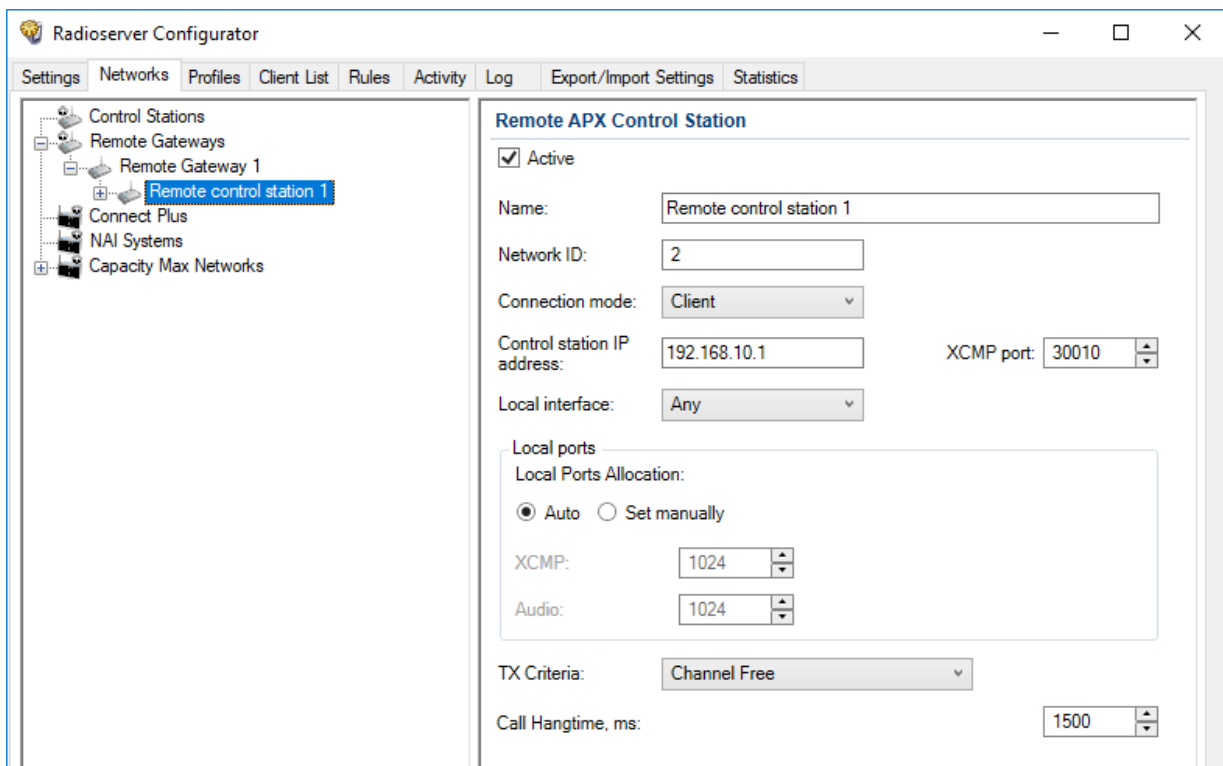 Radioserver Configurator
Settings Networks Profiles Client List Rules Activity Log Export/Import Settings Statistics
Control Stations
Remote Gateways
Remote Gateway 1
Remote control station 1
Connect Plus
NAI Systems
Capacity Max Networks
Remote APX Control Station
Active
Name: Remote control station 1
Network ID: 2
Connection mode: Client
Control station IP
address: 192.168.10.1 XCMP port: 30010
Local interface: Any
Local ports
Local Ports Allocation:
Auto Set manually
XCMP: 1024
Audio: 1024
TX Criteria: Channel Free
Call Hangtime, ms: 1500